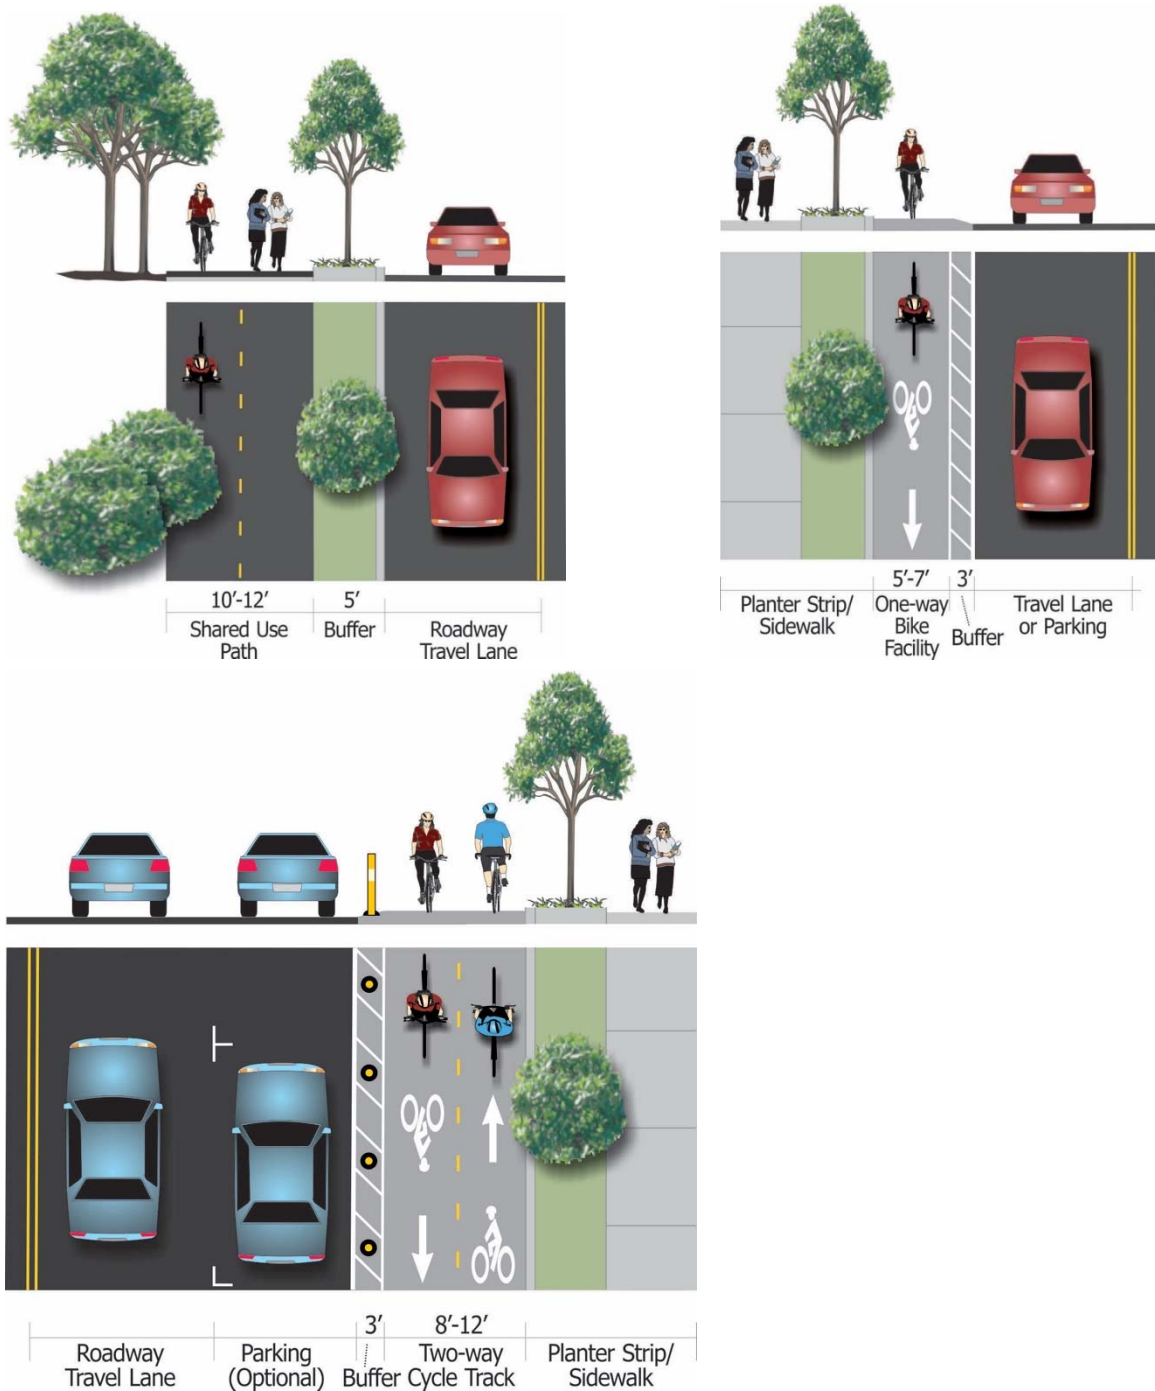 10'-12'
5'
Shared Use
Path
Buffer
Roadway
Travel Lane
5'-7'
3'
Planter Strip/
Sidewalk
One-way
Bike
Facility
Buffer
Travel Lane
or Parking
3'
8'-12'
Roadway
Travel Lane
Parking
(Optional)
Buffer
Two-way
Cycle Track
Planter Strip/
Sidewalk